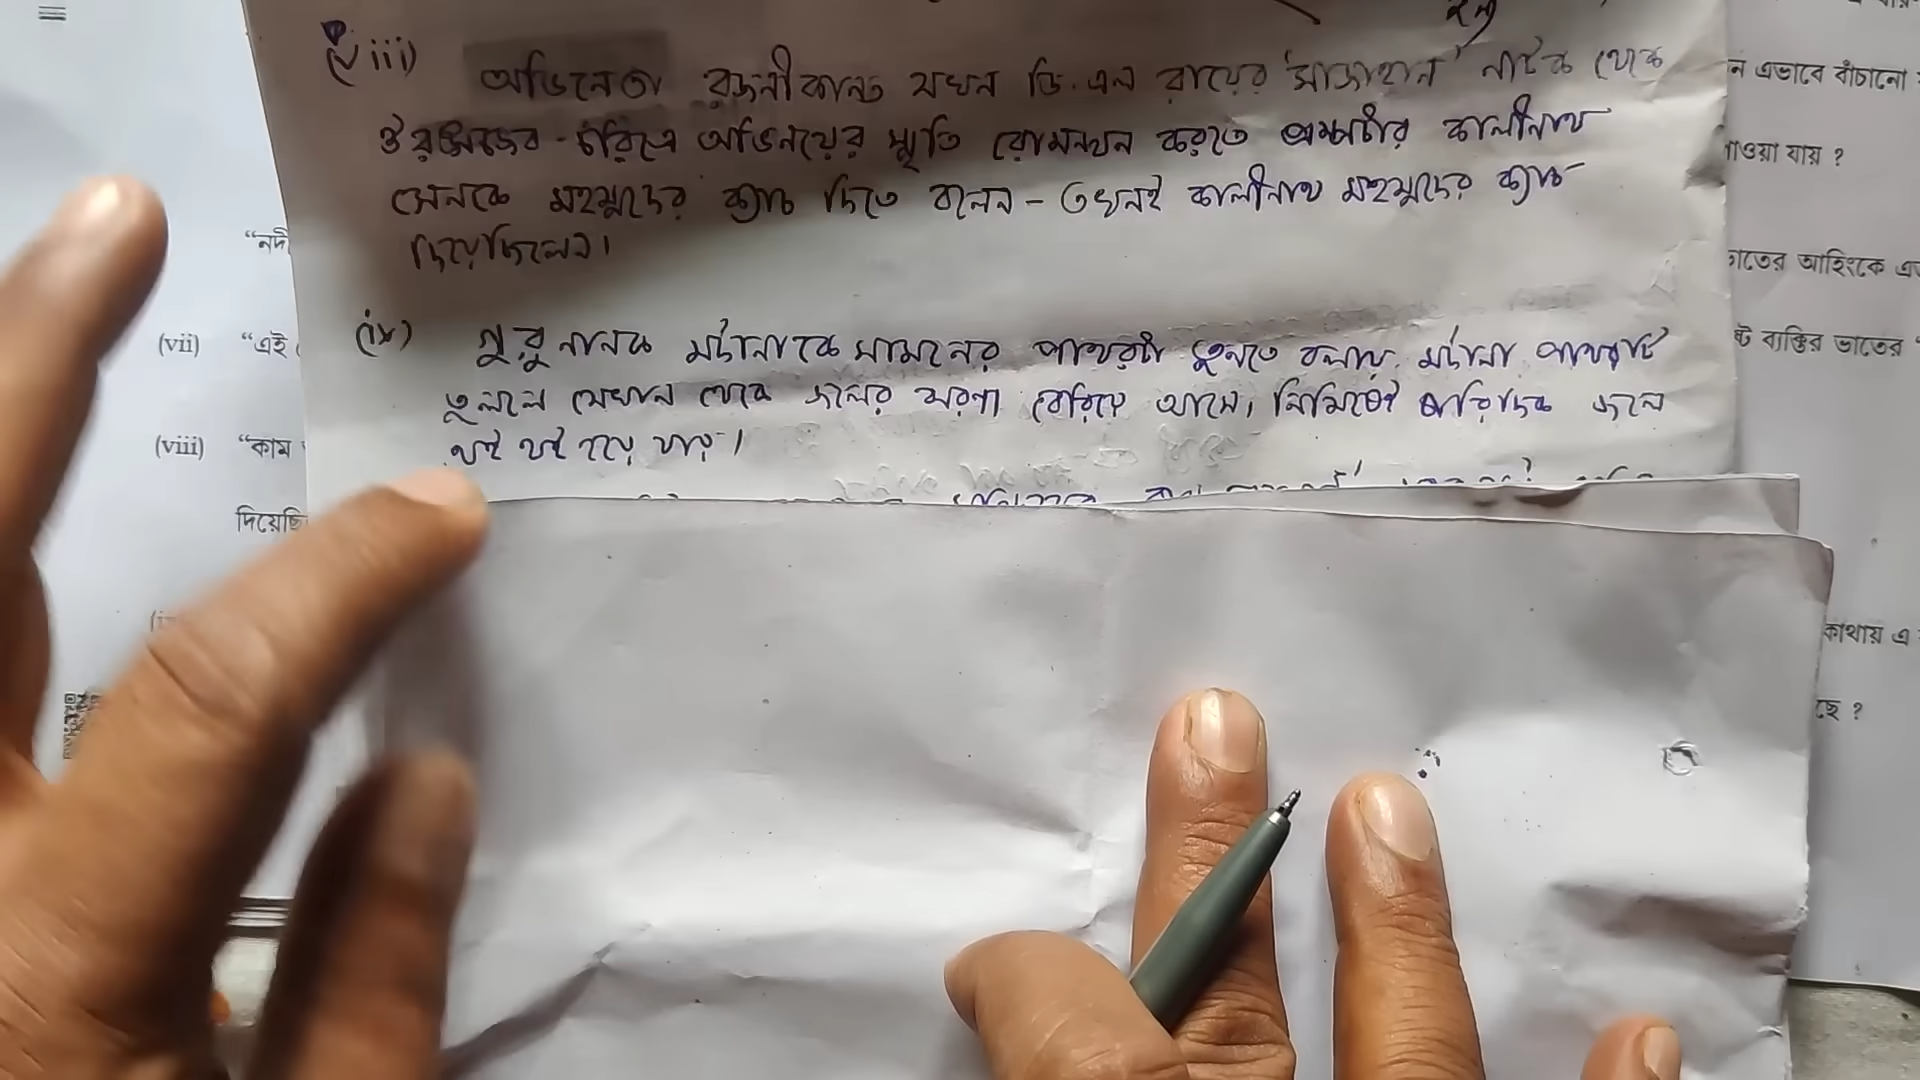 (viii) অভিনেতা রজনীকান্ত যখন ডি.এল রায়ের 'সাজাহান' নাটক থেকে
ঔরঙ্গজেব - চরিত্রে অভিনয়ের স্মৃতি রোমন্থন করতে প্রম্পটার কালীনাথ
সেনকে মহম্মদের ক্যাচ দিতে বলেন - তখনই কালীনাথ মহম্মদের ক্যাচ
দিয়েছিলেন।
(ix) গুরু নানক মর্দানাকে সামনের পাথরটা তুলতে বলায় মর্দানা পাথরটি
তুললে সেখান থেকে জলের ঝরণা বেরিয়ে আসে। নিমিষেই চারিদিক জলে
থই থই হয়ে যায়।
ন এভাবে বাঁচানো
পাওয়া যায় ?
ভাতের আহিংকে এ
ষ্ট ব্যক্তির ভাতের
কোথায় এ
ছে ?
"নদী
(vii) "এই
(viii) "কাম
দিয়েছি